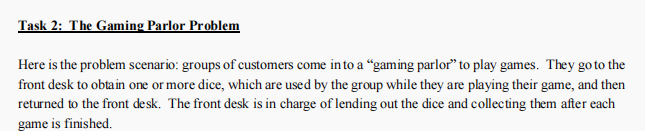 Task 2:  The Gaming Parlor Problem
Here is the problem scenario: groups of customers come in to a “gaming parlor” to play games.  They go to the
front desk to obtain one or more dice, which are used by the group while they are playing their game, and then
returned to the front desk.  The front desk is in charge of lending out the dice and collecting them after each
game is finished.